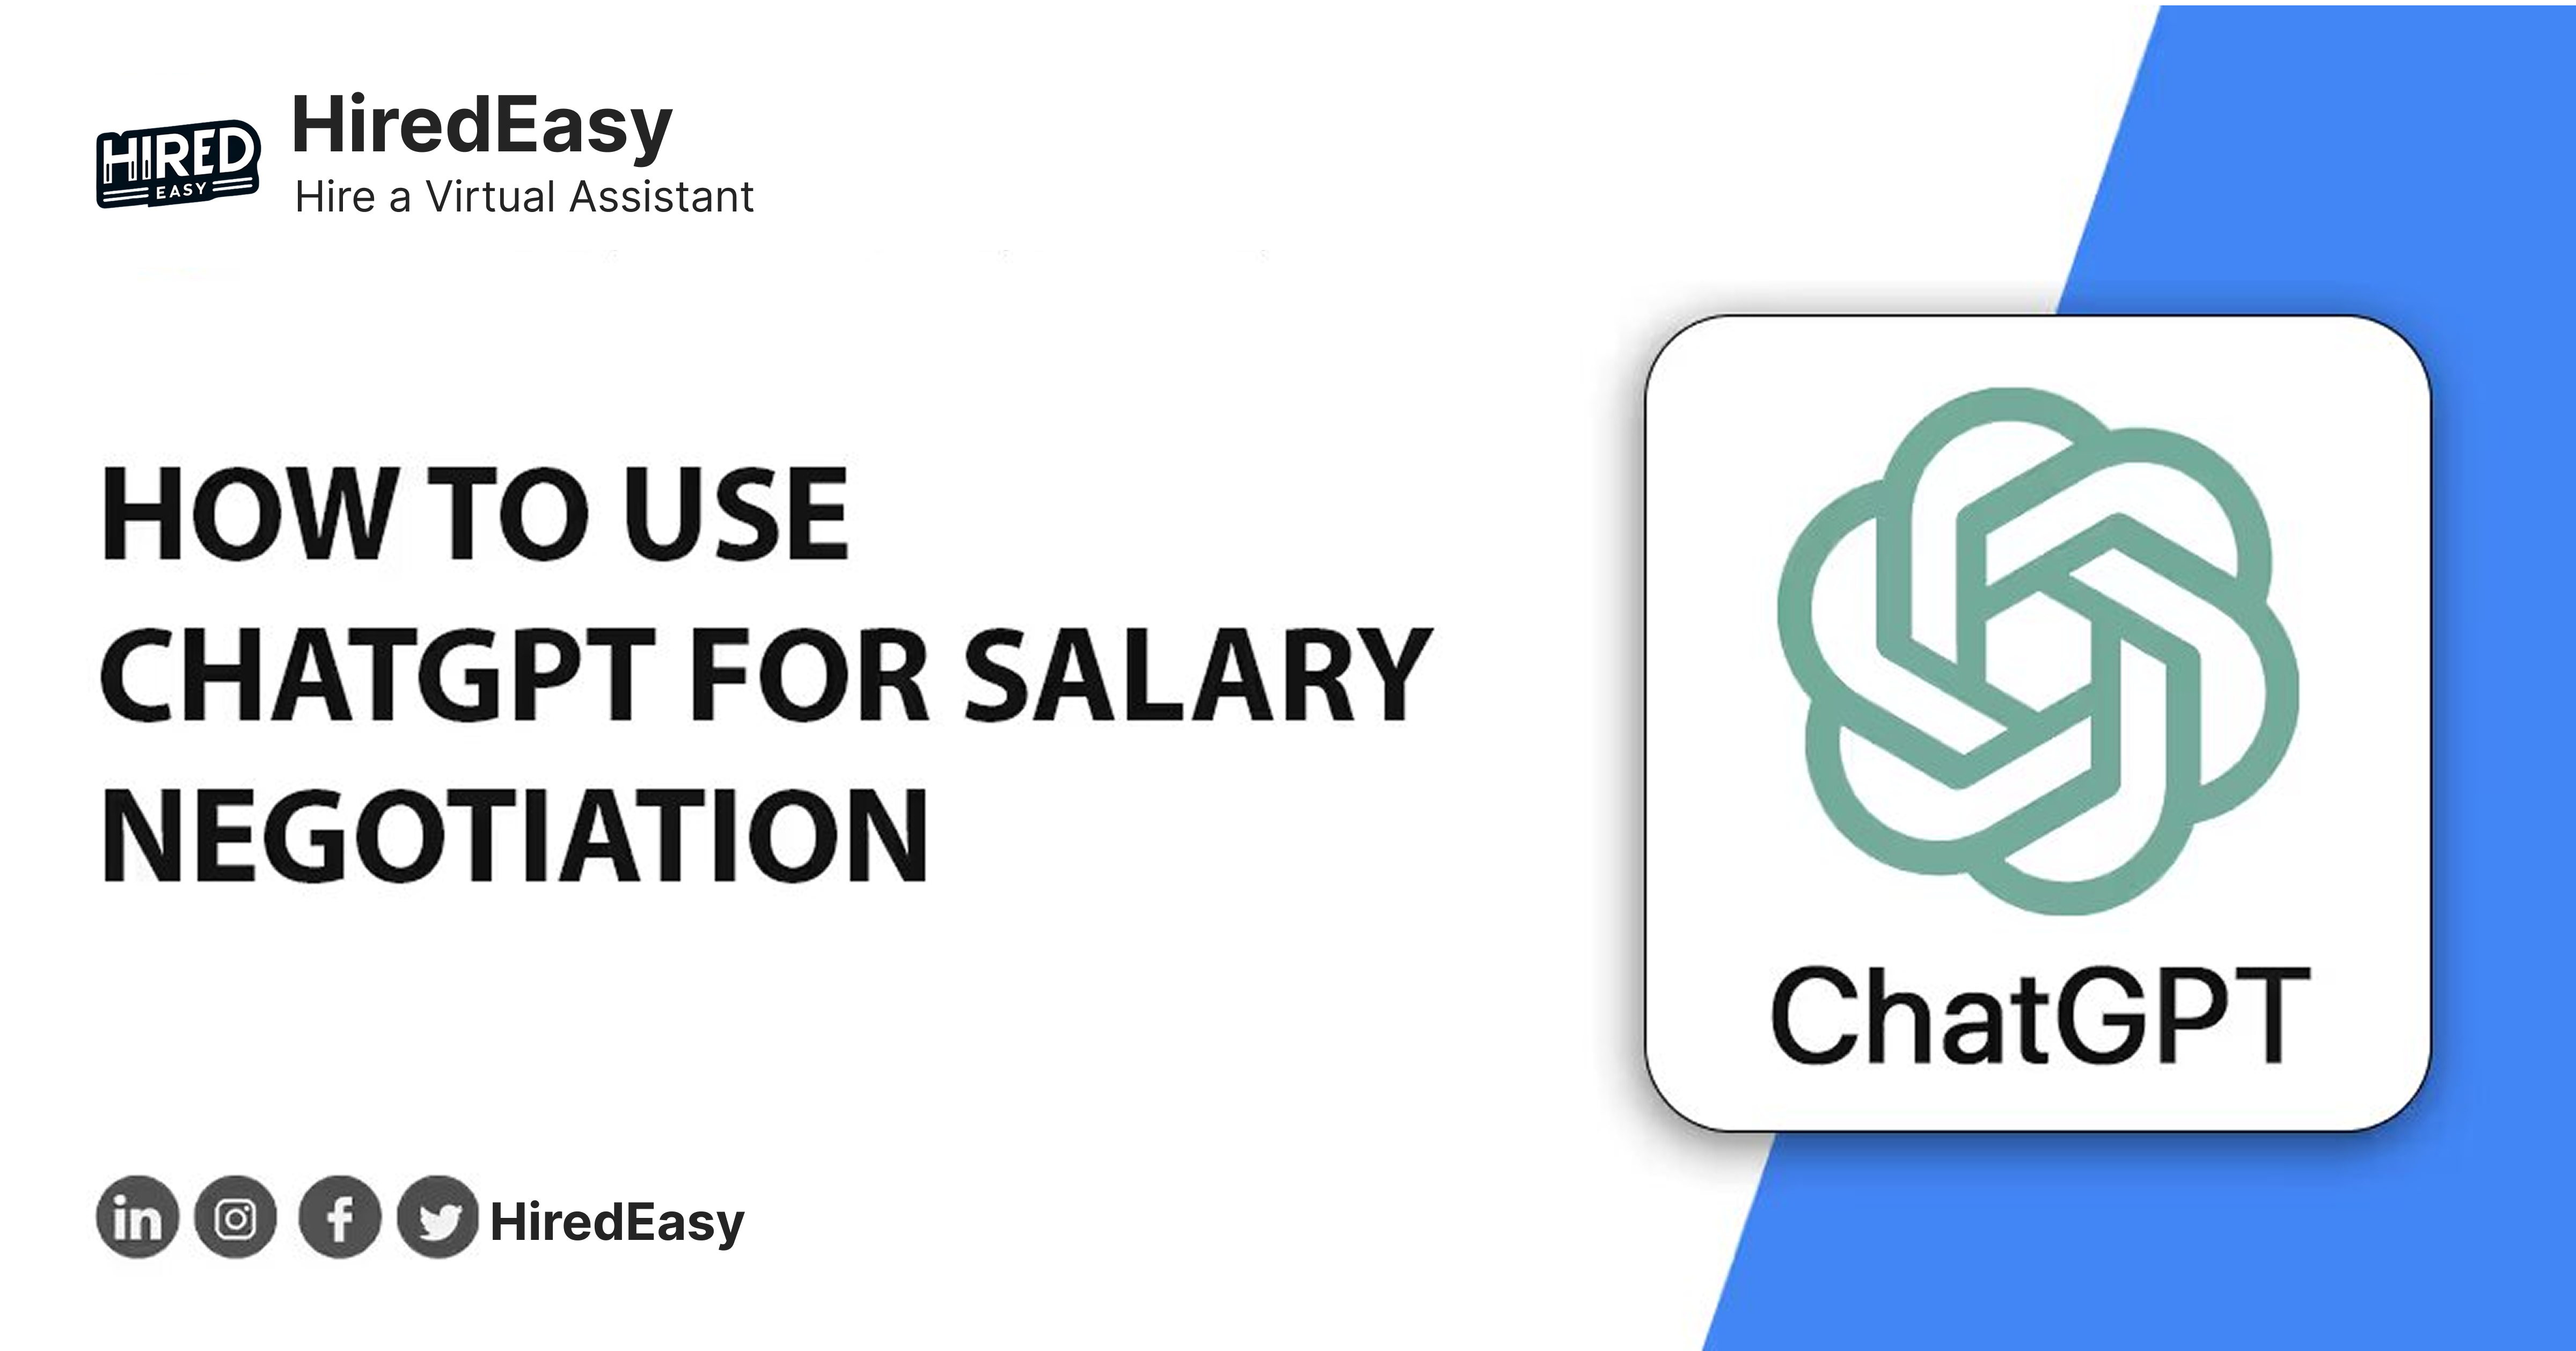 HIRED
EASY
HiredEasy
Hire a Virtual Assistant
HOW TO USE
CHATGPT FOR SALARY
NEGOTIATION
ChatGPT
in
f
HiredEasy